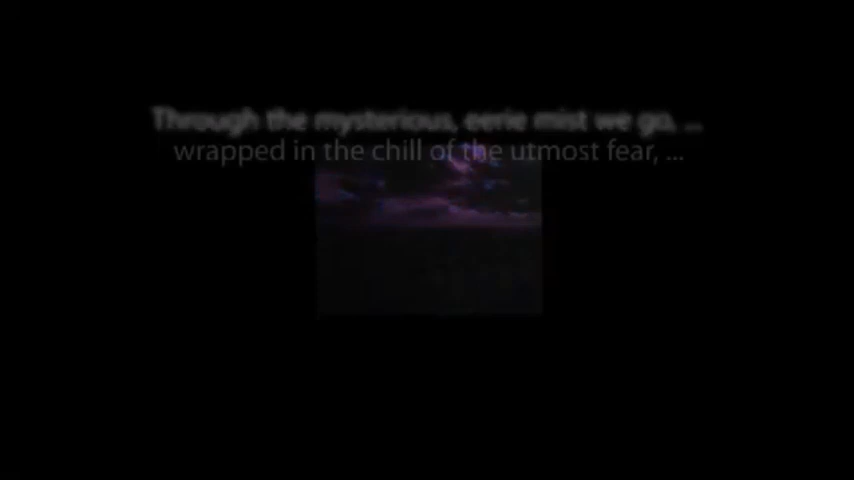 Through the mysterious, eerie mist we go, ...
wrapped in the chill of the utmost fear, ...